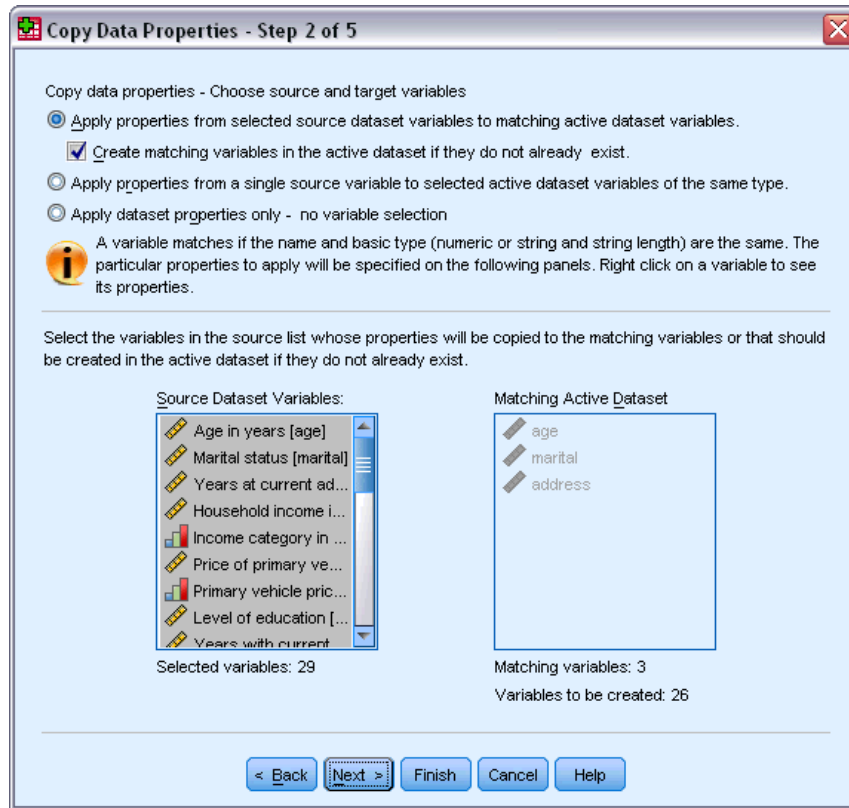 Copy Data Properties - Step 2 of 5
Copy data properties - Choose source and target variables
Apply properties from selected source dataset variables to matching active dataset variables.
Create matching variables in the active dataset if they do not already exist.
Apply properties from a single source variable to selected active dataset variables of the same type.
Apply dataset properties only - no variable selection
A variable matches if the name and basic type (numeric or string and string length) are the same. The
particular properties to apply will be specified on the following panels. Right click on a variable to see
its properties.
Select the variables in the source list whose properties will be copied to the matching variables or that should
be created in the active dataset if they do not already exist.
Source Dataset Variables:
Age in years [age]
Marital status [marital]
Years at current ad...
Household income i...
Income category in ...
Price of primary ve...
Primary vehicle pric...
Level of education [...
Years with current
Selected variables: 29
Matching Active Dataset
age
marital
address
Matching variables: 3
Variables to be created: 26
< Back
Next >
Finish
Cancel
Help